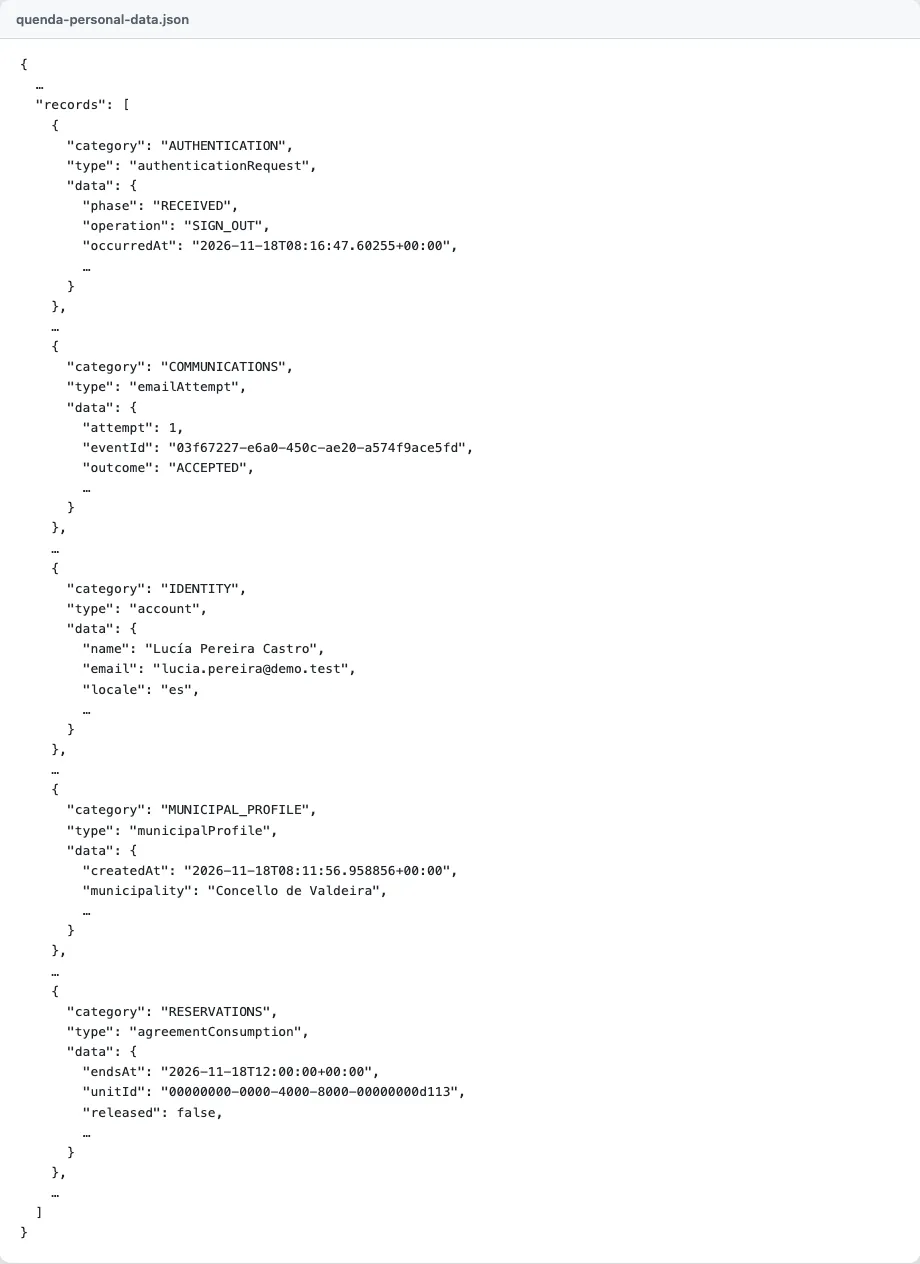 quenda-personal-data.json
{
  …
  "records": [
    {
      "category": "AUTHENTICATION",
      "type": "authenticationRequest",
      "data": {
        "phase": "RECEIVED",
        "operation": "SIGN_OUT",
        "occurredAt": "2026-11-18T08:16:47.60255+00:00",
        …
      }
    },
    …
    {
      "category": "COMMUNICATIONS",
      "type": "emailAttempt",
      "data": {
        "attempt": 1,
        "eventId": "03f67227-e6a0-450c-ae20-a574f9ace5fd",
        "outcome": "ACCEPTED",
        …
      }
    },
    …
    {
      "category": "IDENTITY",
      "type": "account",
      "data": {
        "name": "Lucía Pereira Castro",
        "email": "lucia.pereira@demo.test",
        "locale": "es",
        …
      }
    },
    …
    {
      "category": "MUNICIPAL_PROFILE",
      "type": "municipalProfile",
      "data": {
        "createdAt": "2026-11-18T08:11:56.958856+00:00",
        "municipality": "Concello de Valdeira",
        …
      }
    },
    …
    {
      "category": "RESERVATIONS",
      "type": "agreementConsumption",
      "data": {
        "endsAt": "2026-11-18T12:00:00+00:00",
        "unitId": "00000000-0000-4000-8000-00000000d113",
        "released": false,
        …
      }
    },
    …
  ]
}